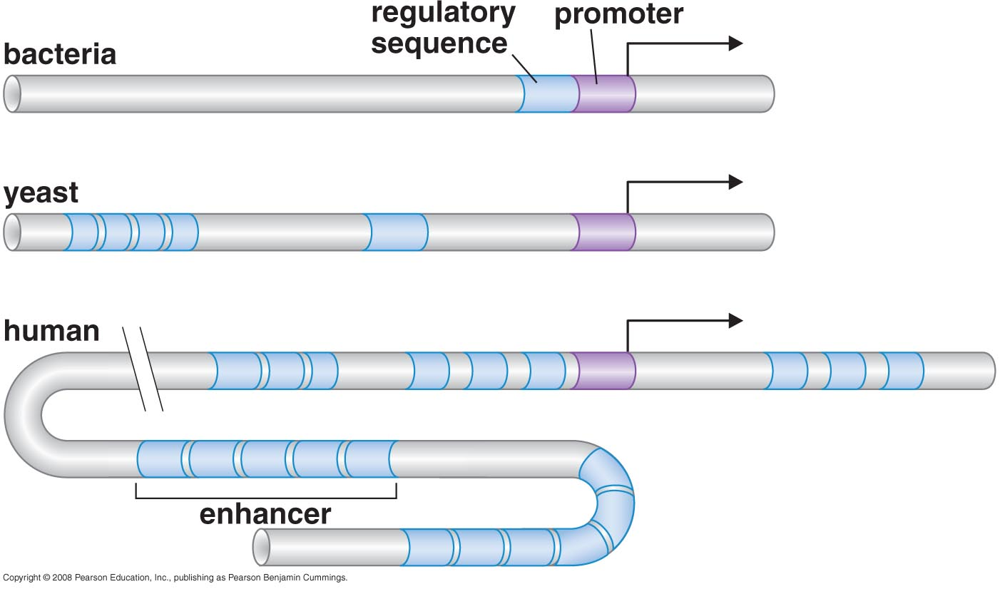 regulatory
sequence
promoter
bacteria
yeast
human
enhancer
Copyright © 2008 Pearson Education, Inc., publishing as Pearson Benjamin Cummings.